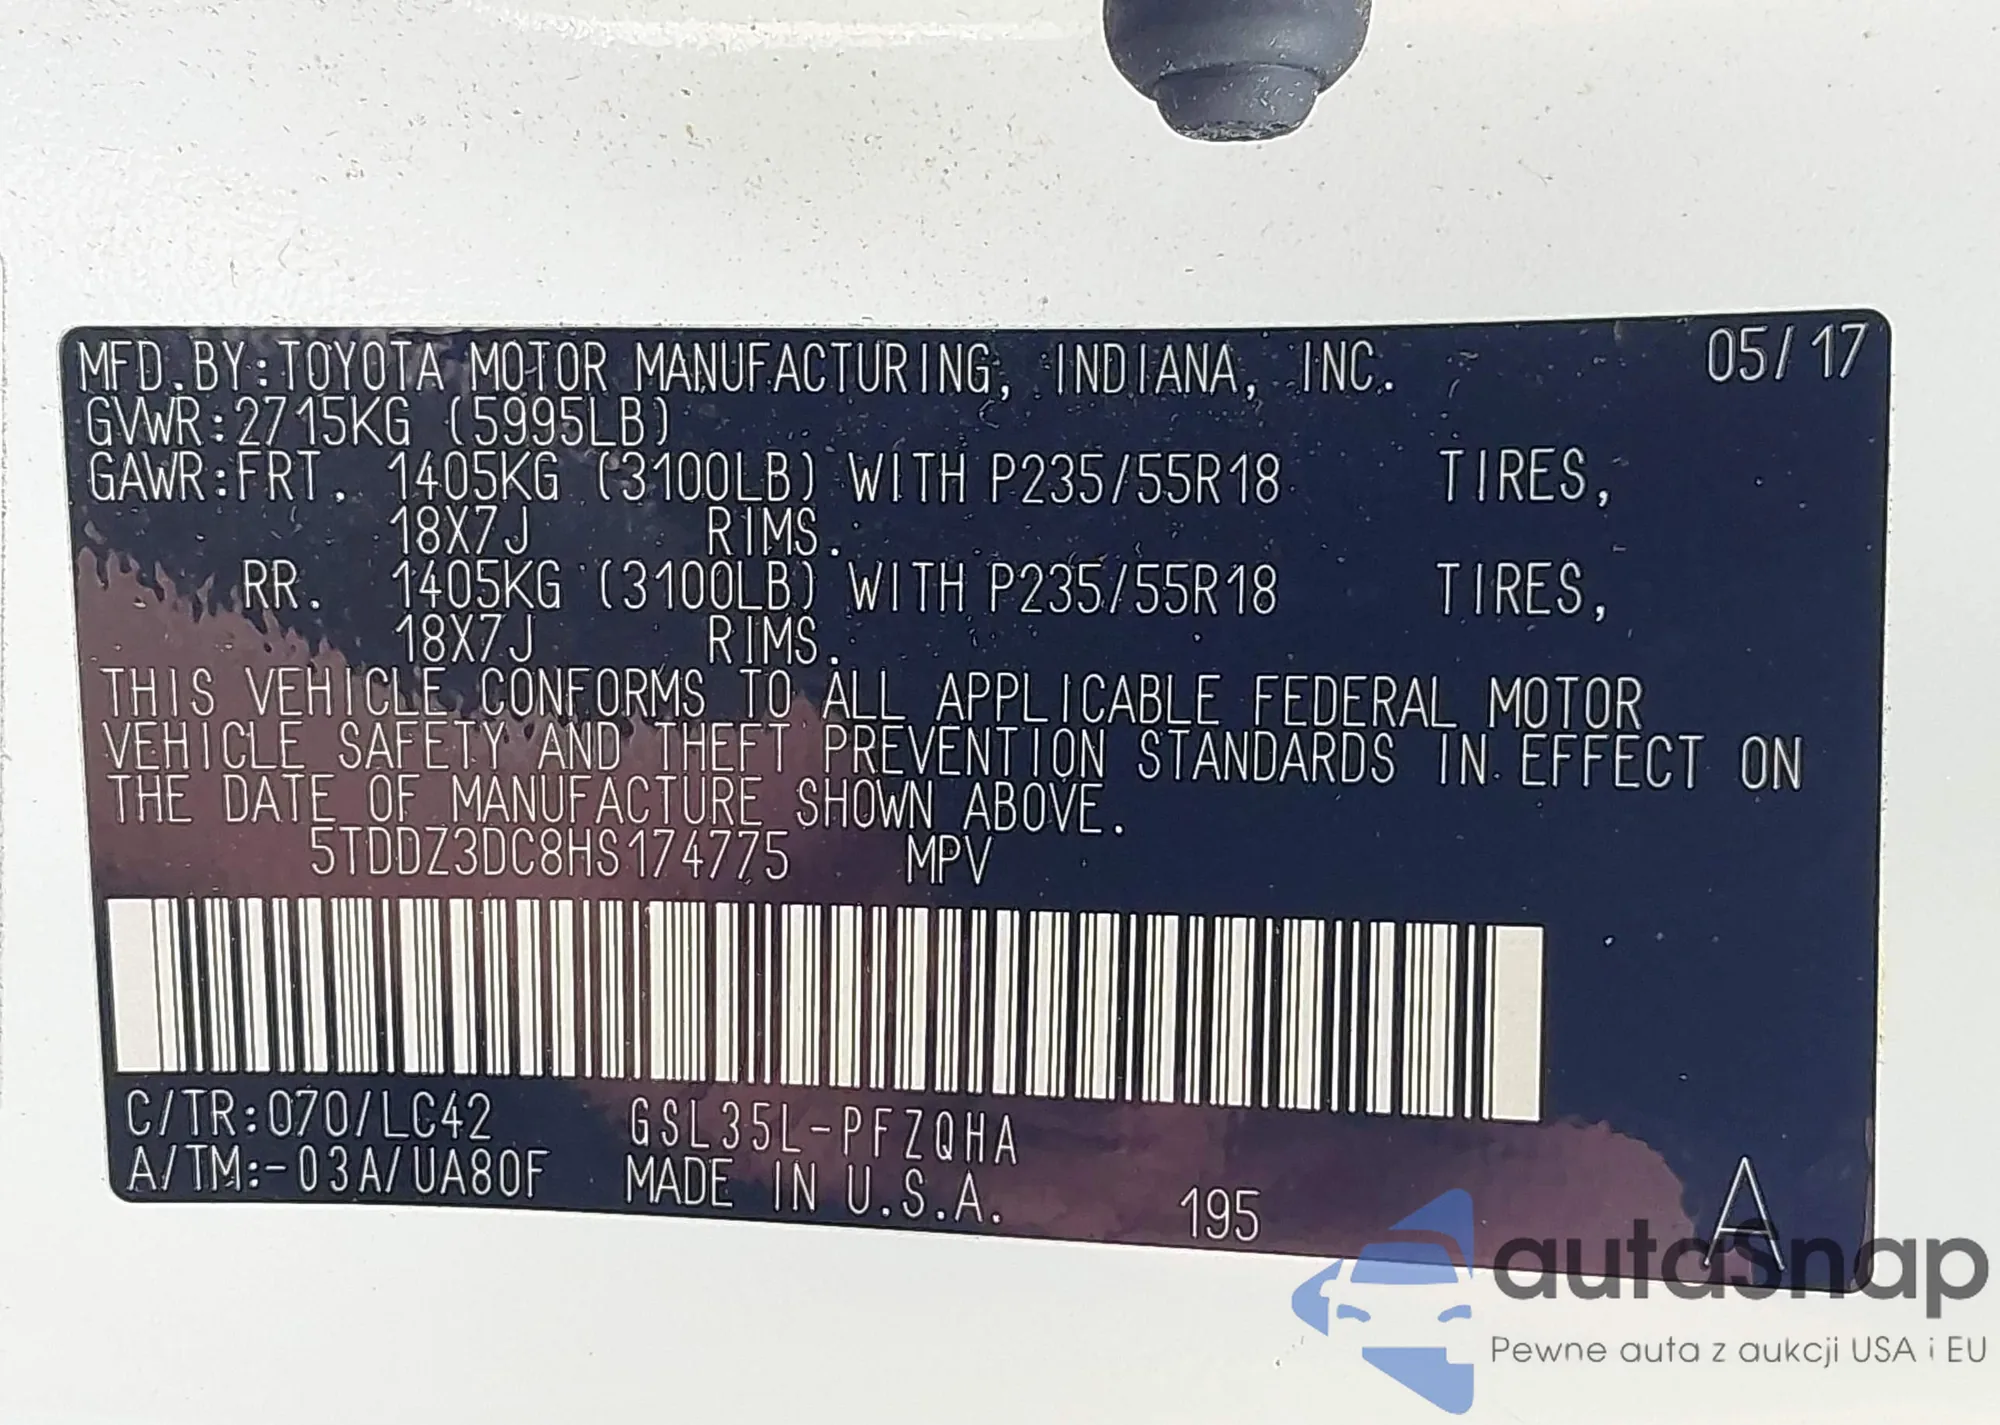 MFD.BY:TOYOTA MOTOR MANUFACTURING, INDIANA, INC. 05/17
GVWR:2715KG (5995LB)
GAWR:FRT. 1405KG (3100LB) WITH P235/55R18 TIRES,
18X7J RIMS.
RR. 1405KG (3100LB) WITH P235/55R18 TIRES,
18X7J RIMS.
THIS VEHICLE CONFORMS TO ALL APPLICABLE FEDERAL MOTOR
VEHICLE SAFETY AND THEFT PREVENTION STANDARDS IN EFFECT ON
THE DATE OF MANUFACTURE SHOWN ABOVE.
5TDDZ3DC8HS174775 MPV
C/TR:070/LC42 GSL35L-PFZQHA
A/TM:-03A/UA80F MADE IN U.S.A. 195 A
autoSnap
Pewne auta z aukcji USA i EU